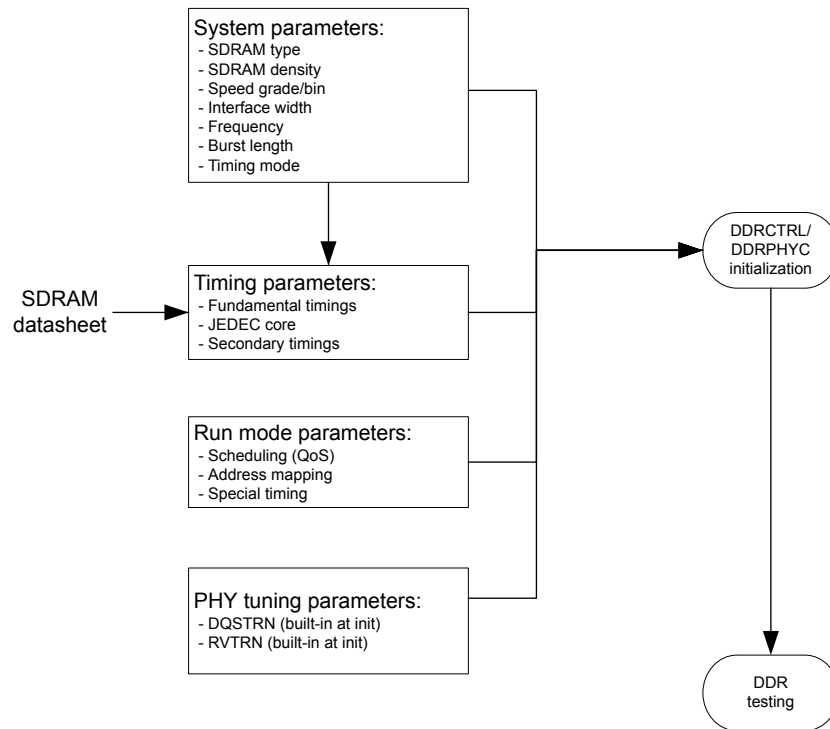 System parameters:
- SDRAM type
- SDRAM density
- Speed grade/bin
- Interface width
- Frequency
- Burst length
- Timing mode
SDRAM
datasheet
Timing parameters:
- Fundamental timings
- JEDEC core
- Secondary timings
Run mode parameters:
- Scheduling (QoS)
- Address mapping
- Special timing
PHY tuning parameters:
- DQSTRN (built-in at init)
- RVTRN (built-in at init)
DDRCTRL/
DDRPHYC
initialization
DDR
testing